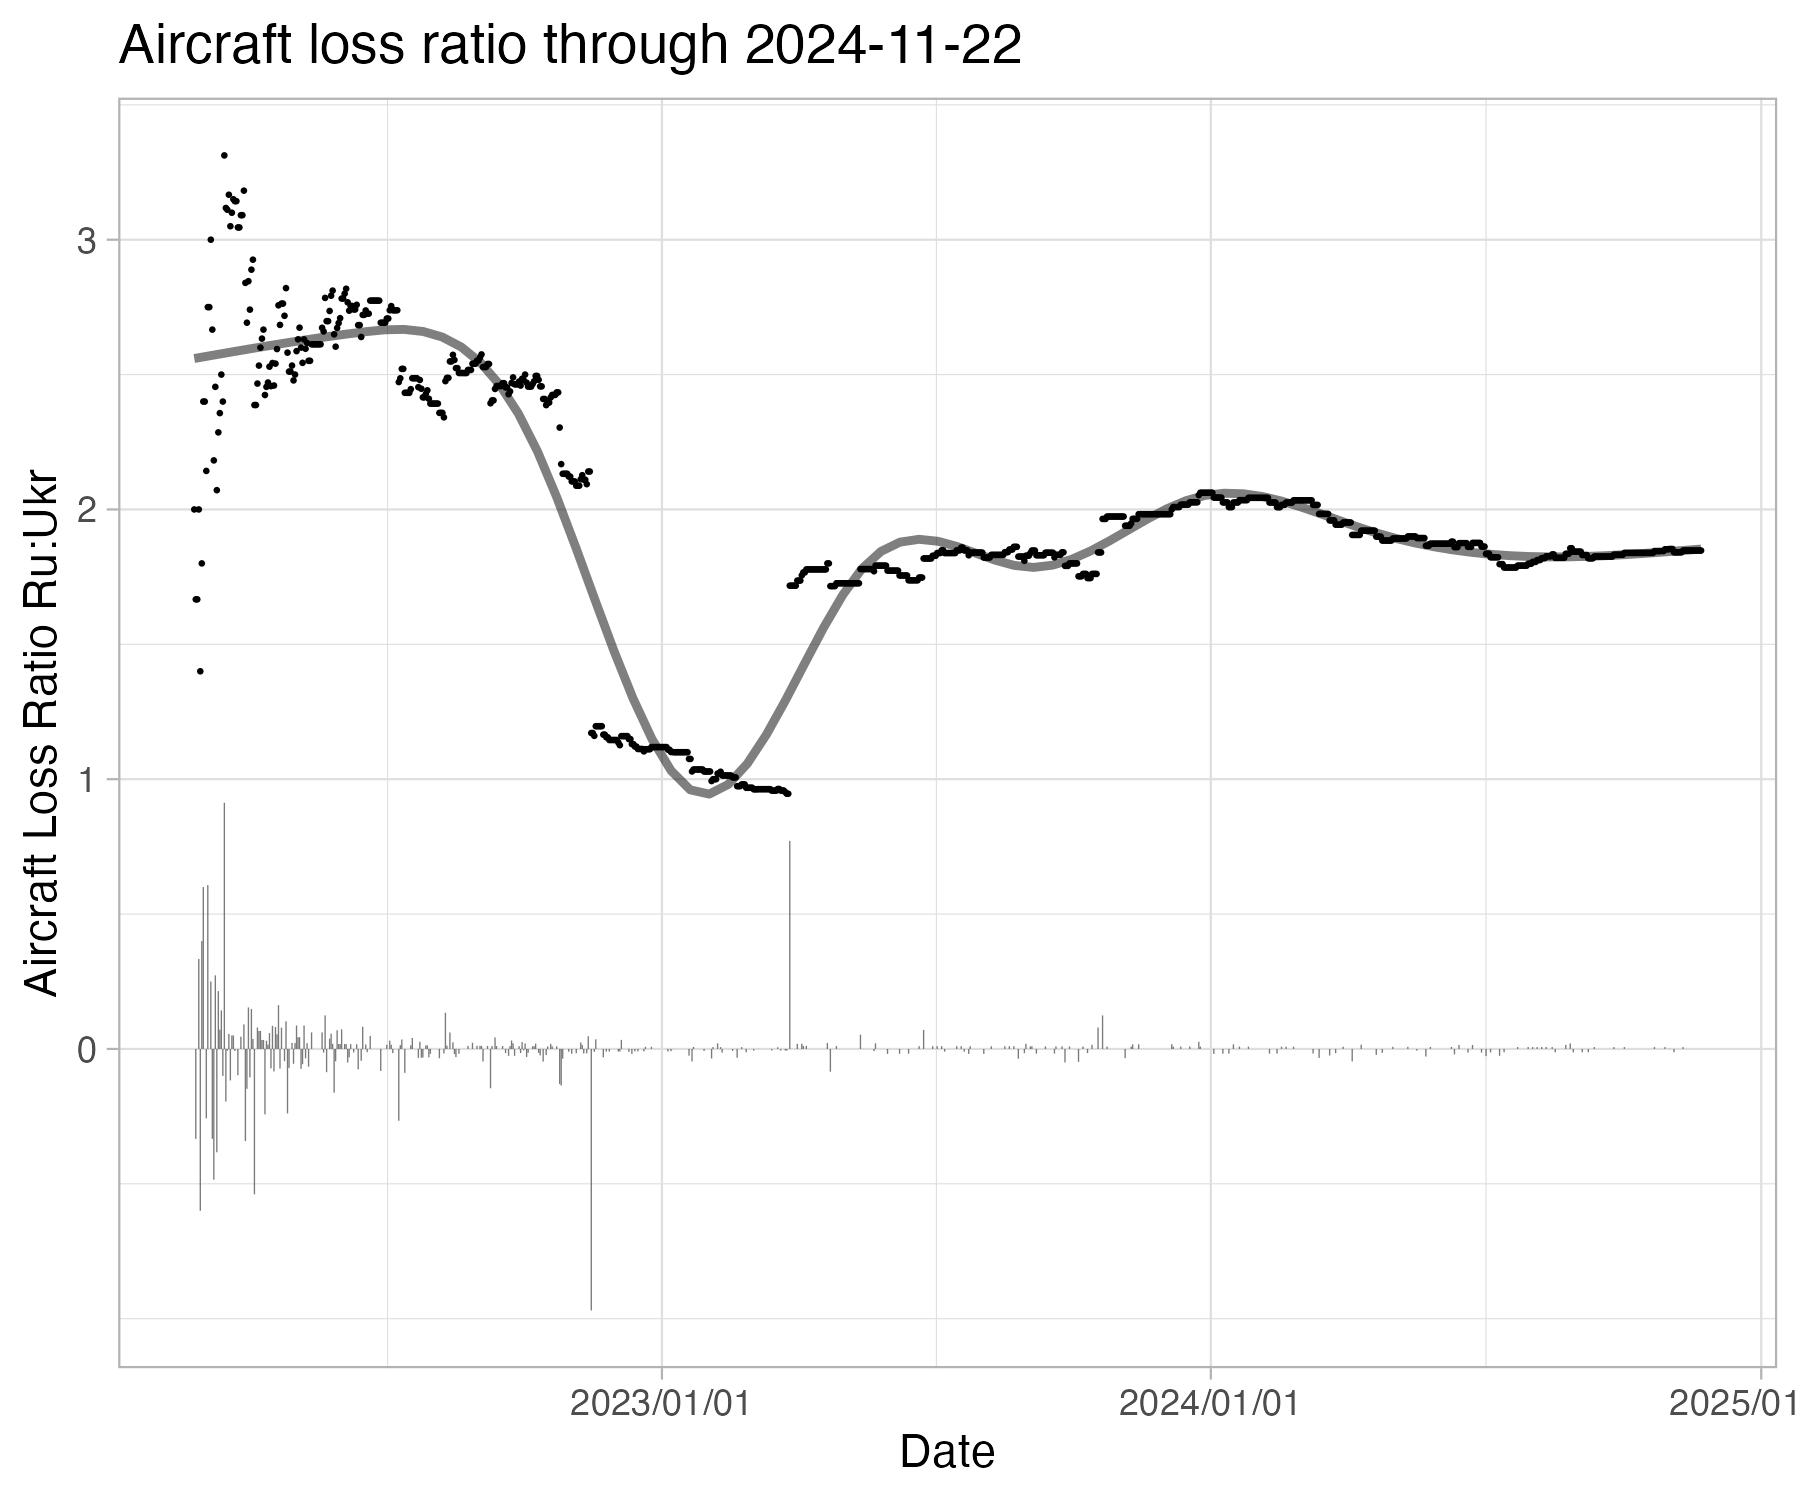 Aircraft loss ratio through 2024-11-22
Aircraft Loss Ratio Ru:Ukr
3
2
1
0
2023/01/01
2024/01/01
2025/01
Date